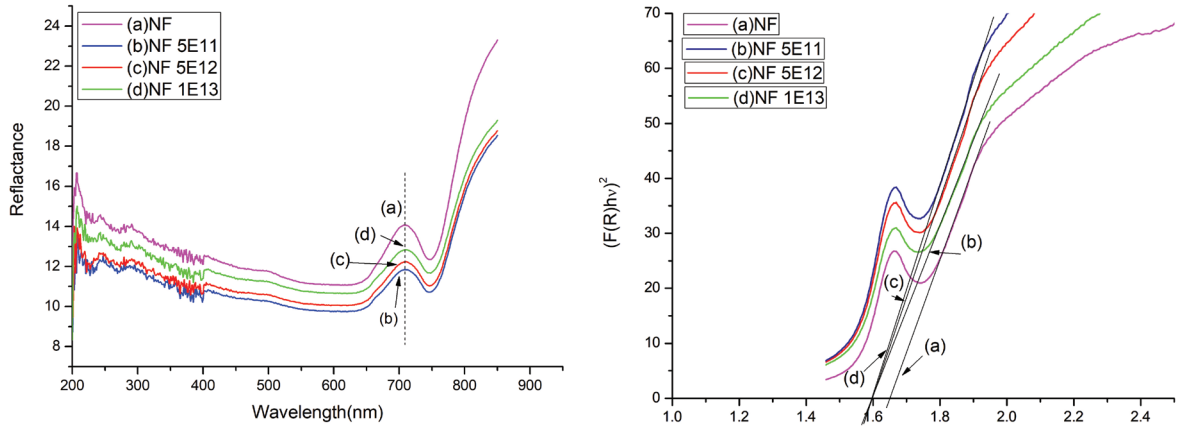 24
22
20
18
16
14
12
10
8
Reflactance
(a)NF
(b)NF 5E11
(c)NF 5E12
(d)NF 1E13
(a)
(d)
(c)
(b)
200 300 400 500 600 700 800 900
Wavelength(nm)
70
60
50
40
30
20
10
0
(F(R)hν)²
(a)NF
(b)NF 5E11
(c)NF 5E12
(d)NF 1E13
(b)
(c)
(a)
(d)
1.0 1.2 1.4 1.6 1.8 2.0 2.2 2.4